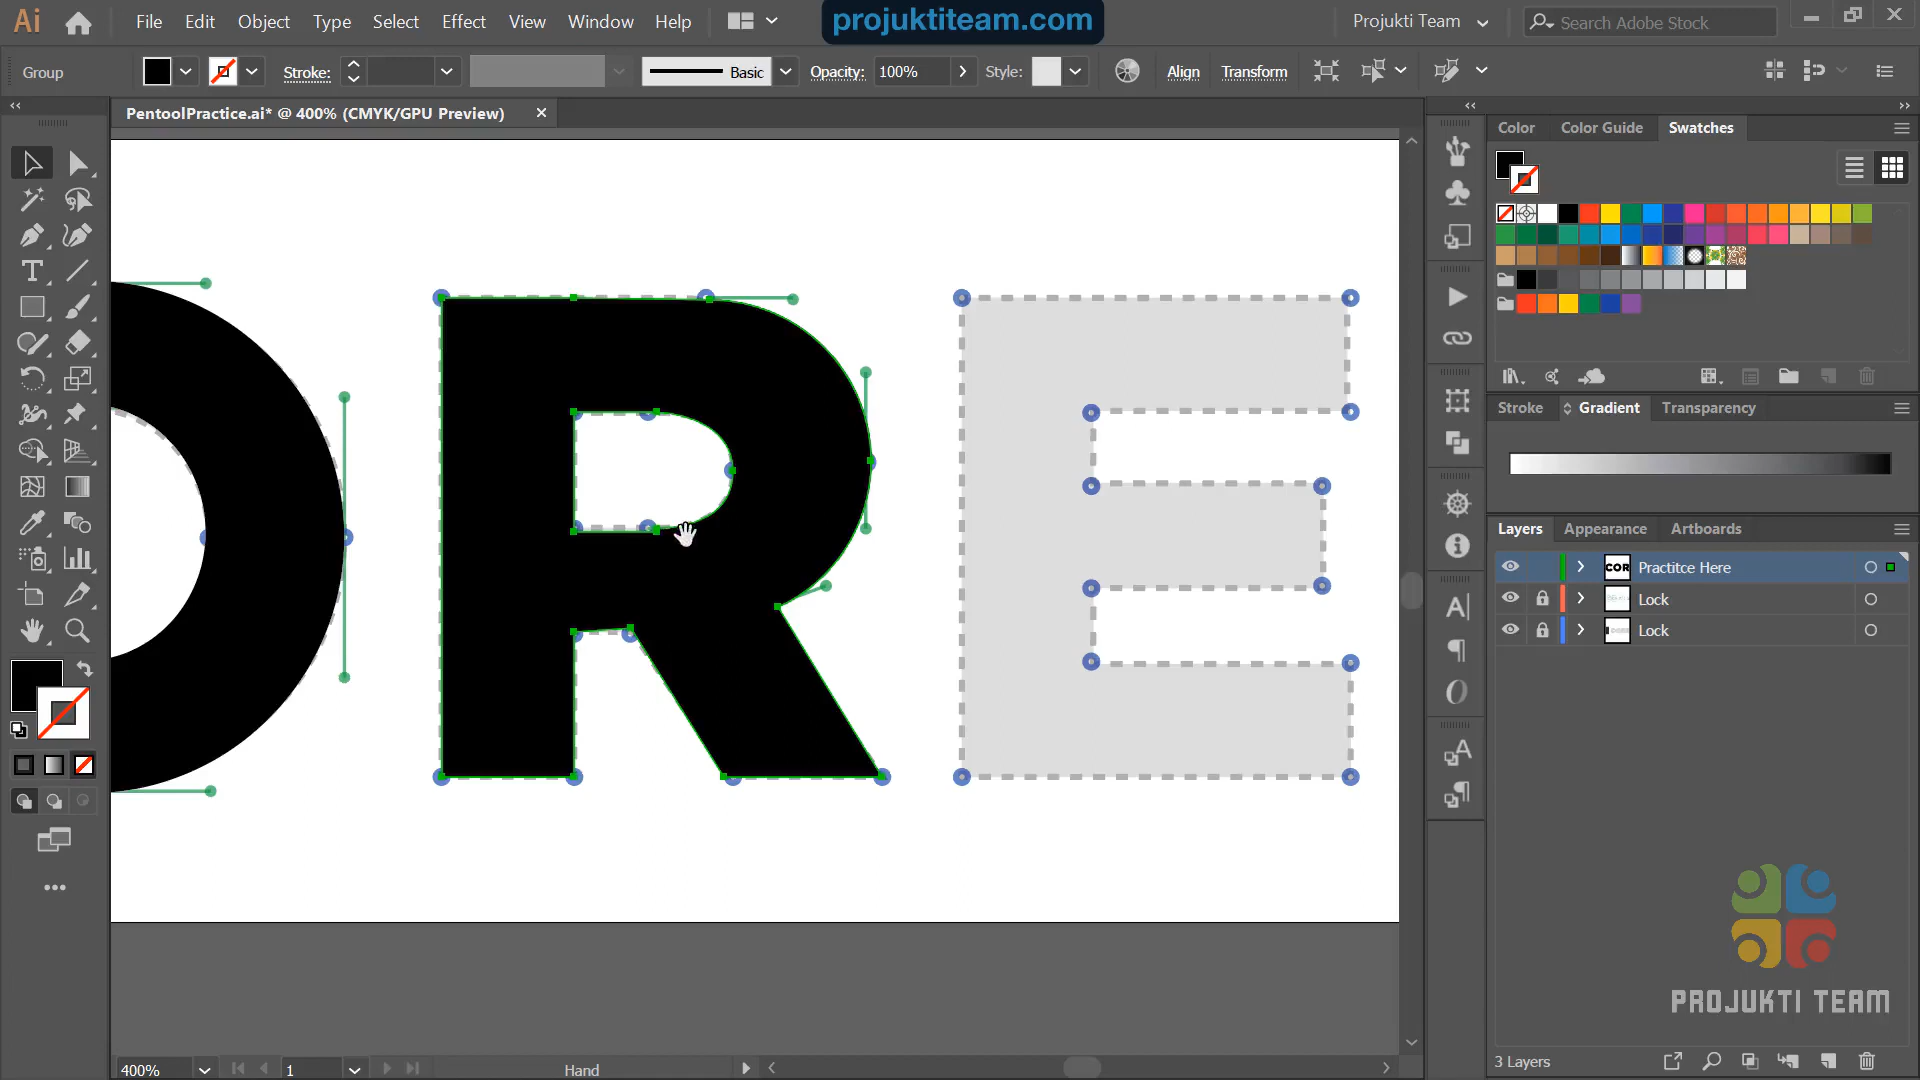 Ai File Edit Object Type Select Effect View Window Help
projuktiteam.com
Projukti Team
Search Adobe Stock
Group
Stroke:
Basic
Opacity: 100%
Style:
Align
Transform
PentoolPractice.ai* @ 400% (CMYK/GPU Preview)
Color Color Guide Swatches
Stroke Gradient Transparency
Layers Appearance Artboards
COR Practitce Here
Lock
Lock
R
PROJUKTI TEAM
3 Layers
400%
1
Hand